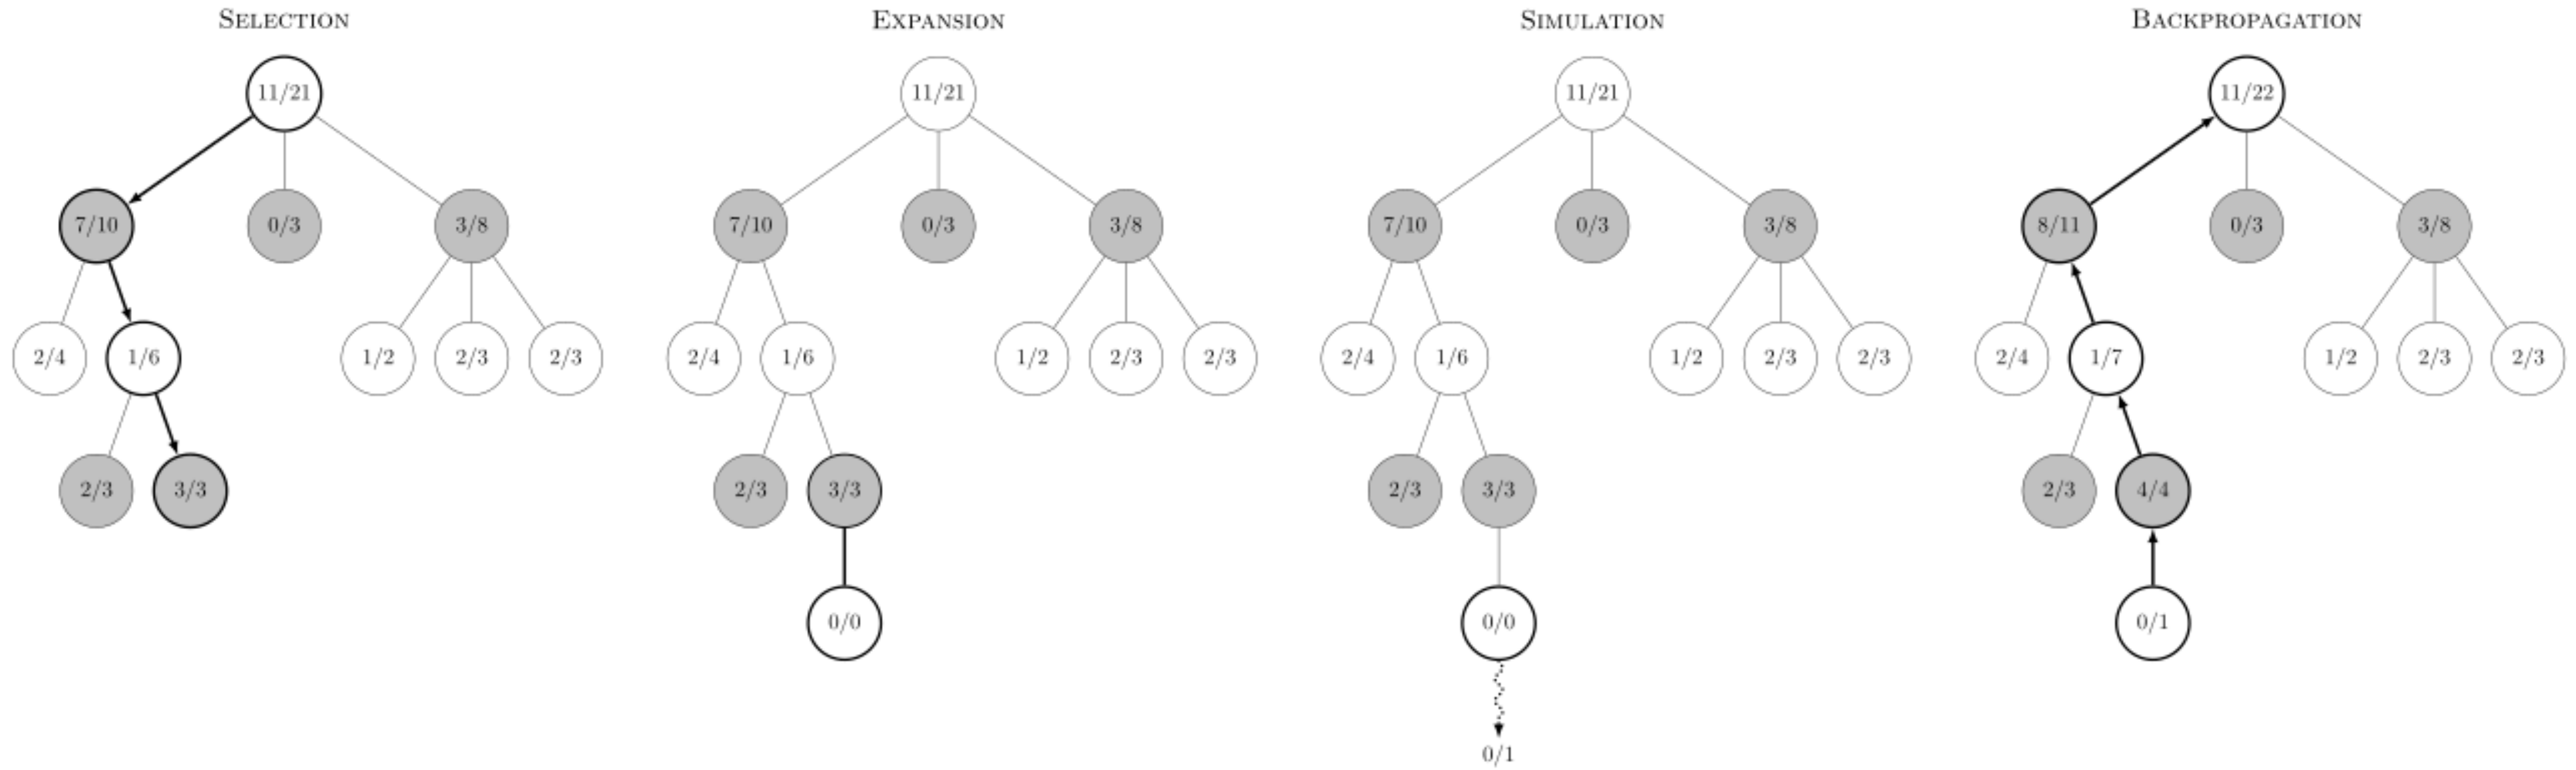 SELECTION
11/21
7/10 0/3 3/8
2/4 1/6 1/2 2/3 2/3
2/3 3/3
EXPANSION
11/21
7/10 0/3 3/8
2/4 1/6 1/2 2/3 2/3
2/3 3/3
0/0
SIMULATION
11/21
7/10 0/3 3/8
2/4 1/6 1/2 2/3 2/3
2/3 3/3
0/0
0/1
BACKPROPAGATION
11/22
8/11 0/3 3/8
2/4 1/7 1/2 2/3 2/3
2/3 4/4
0/1